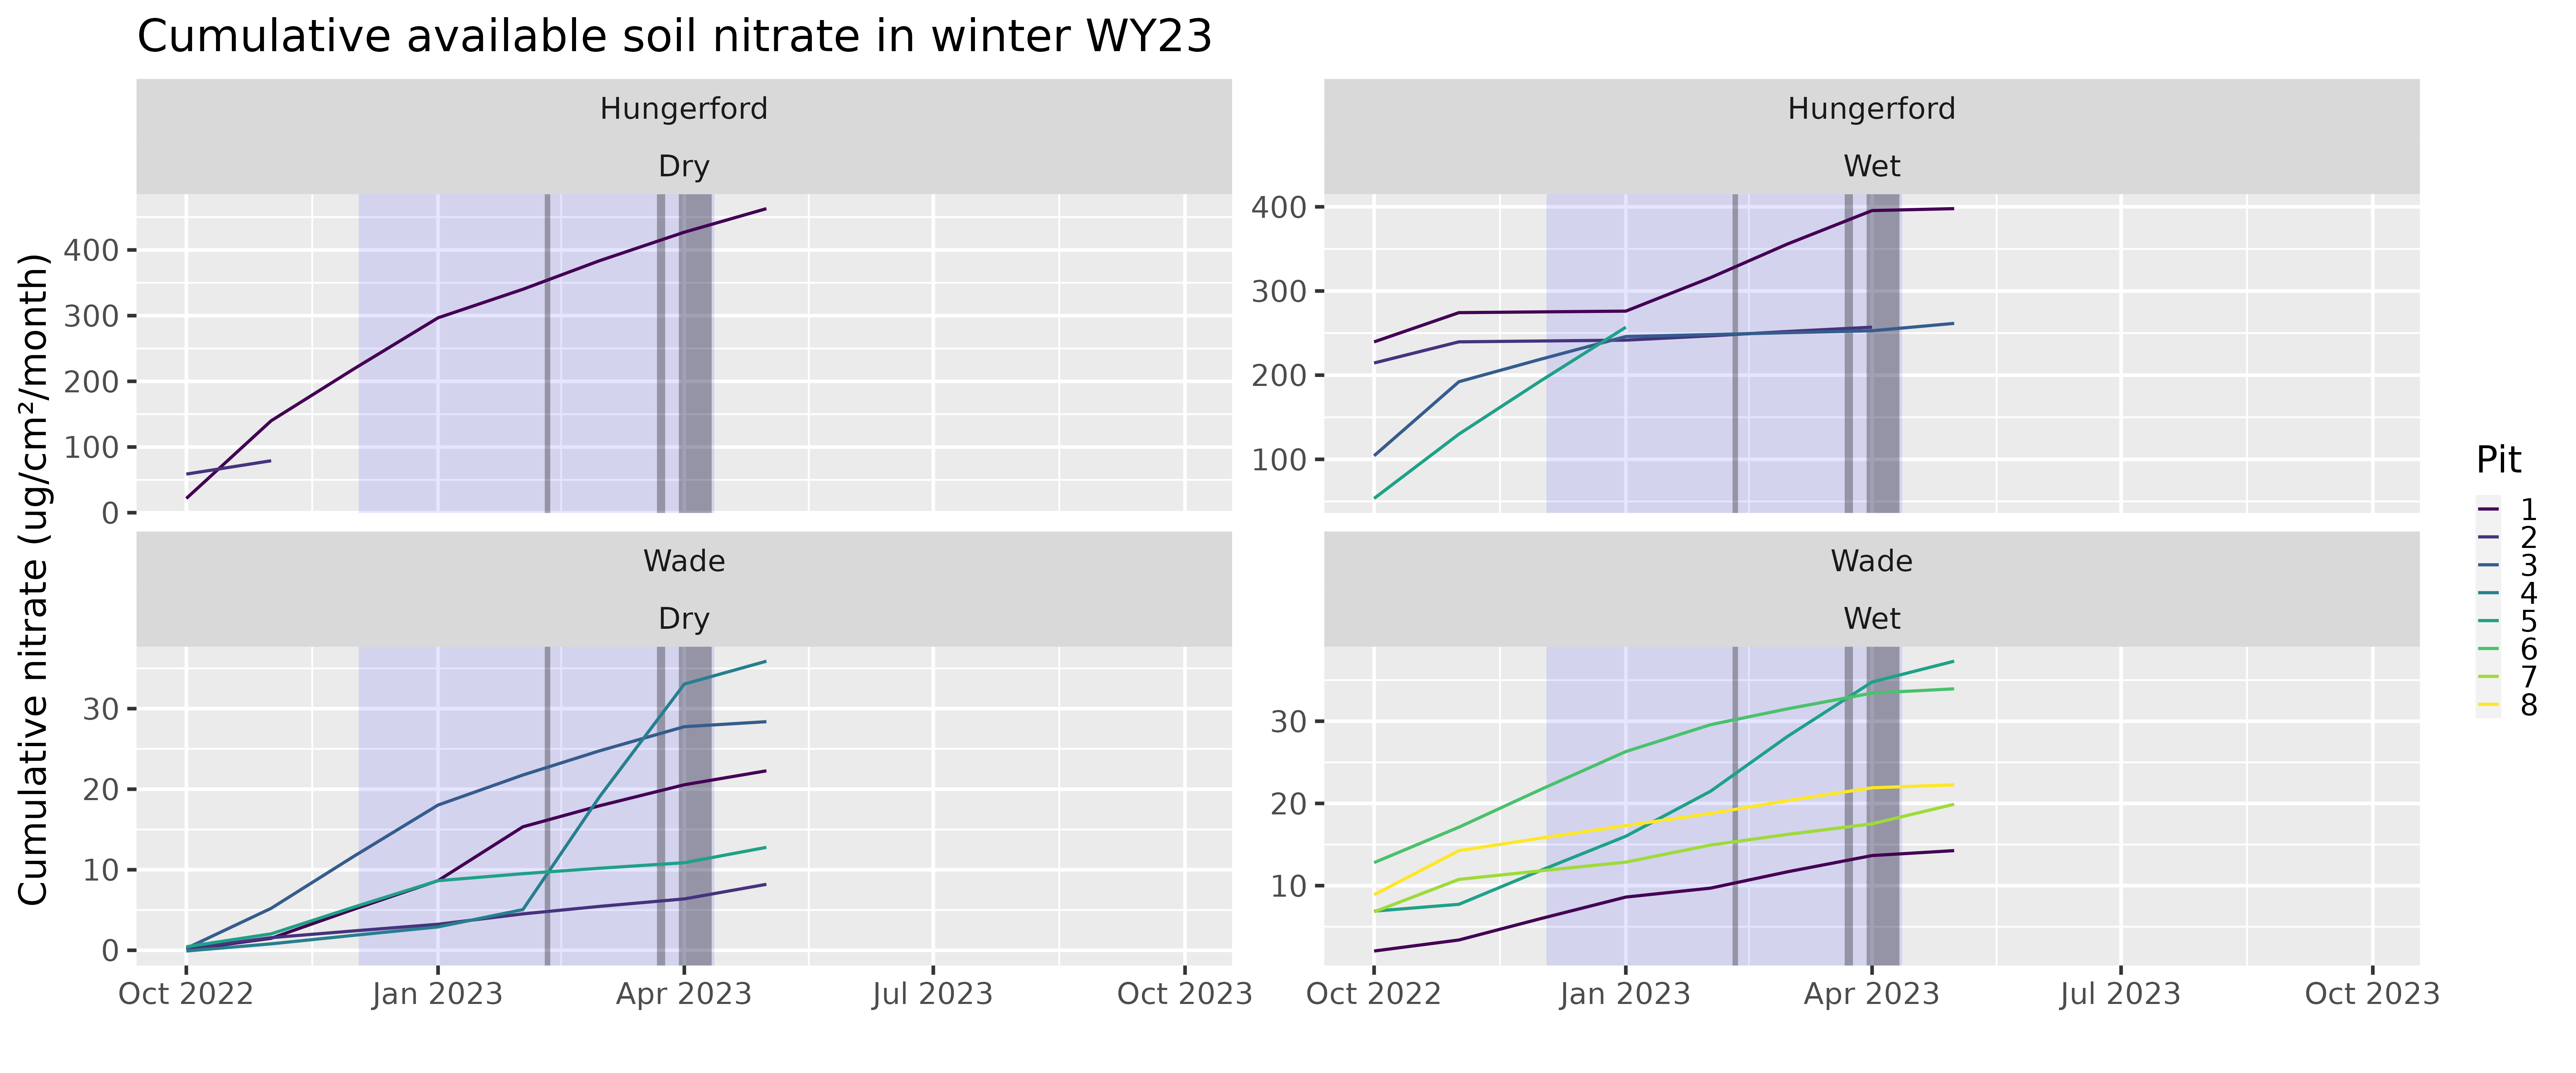 Cumulative available soil nitrate in winter WY23
Cumulative nitrate (ug/cm²/month)
Hungerford
Dry
400
300
200
100
0
Hungerford
Wet
400
300
200
100
Wade
Dry
30
20
10
0
Oct 2022 Jan 2023 Apr 2023 Jul 2023 Oct 2023
Wade
Wet
30
20
10
Oct 2022 Jan 2023 Apr 2023 Jul 2023 Oct 2023
Pit
1
2
3
4
5
6
7
8